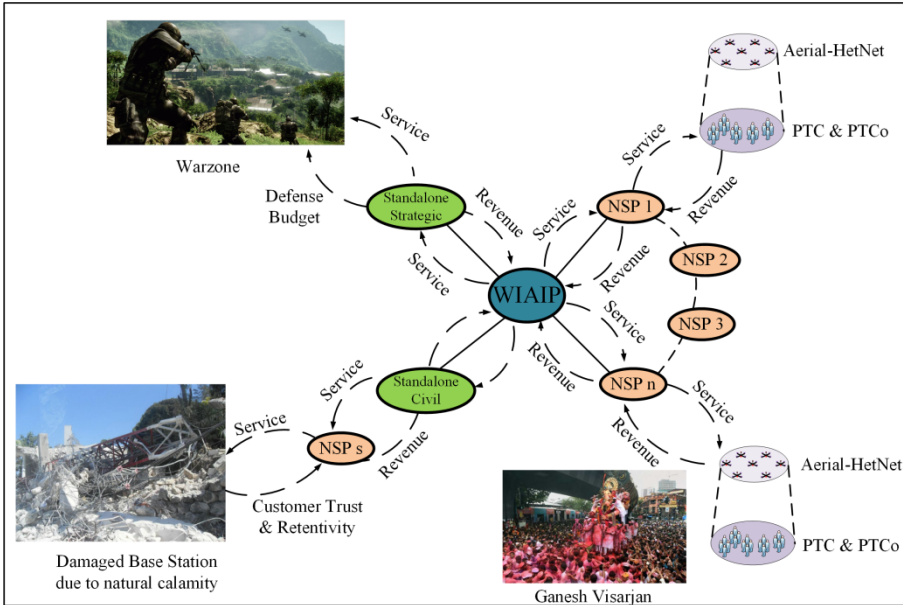 Aerial-HetNet
PTC & PTCo
Service
Revenue
NSP 1
NSP 2
NSP 3
NSP n
Service
Revenue
Service
Revenue
WIAIP
Service
Revenue
Aerial-HetNet
PTC & PTCo
Ganesh Visarjan
Warzone
Service
Defense
Budget
Standalone
Strategic
Revenue
Service
Standalone
Civil
Service
Revenue
NSP s
Service
Customer Trust
& Retentivity
Damaged Base Station
due to natural calamity